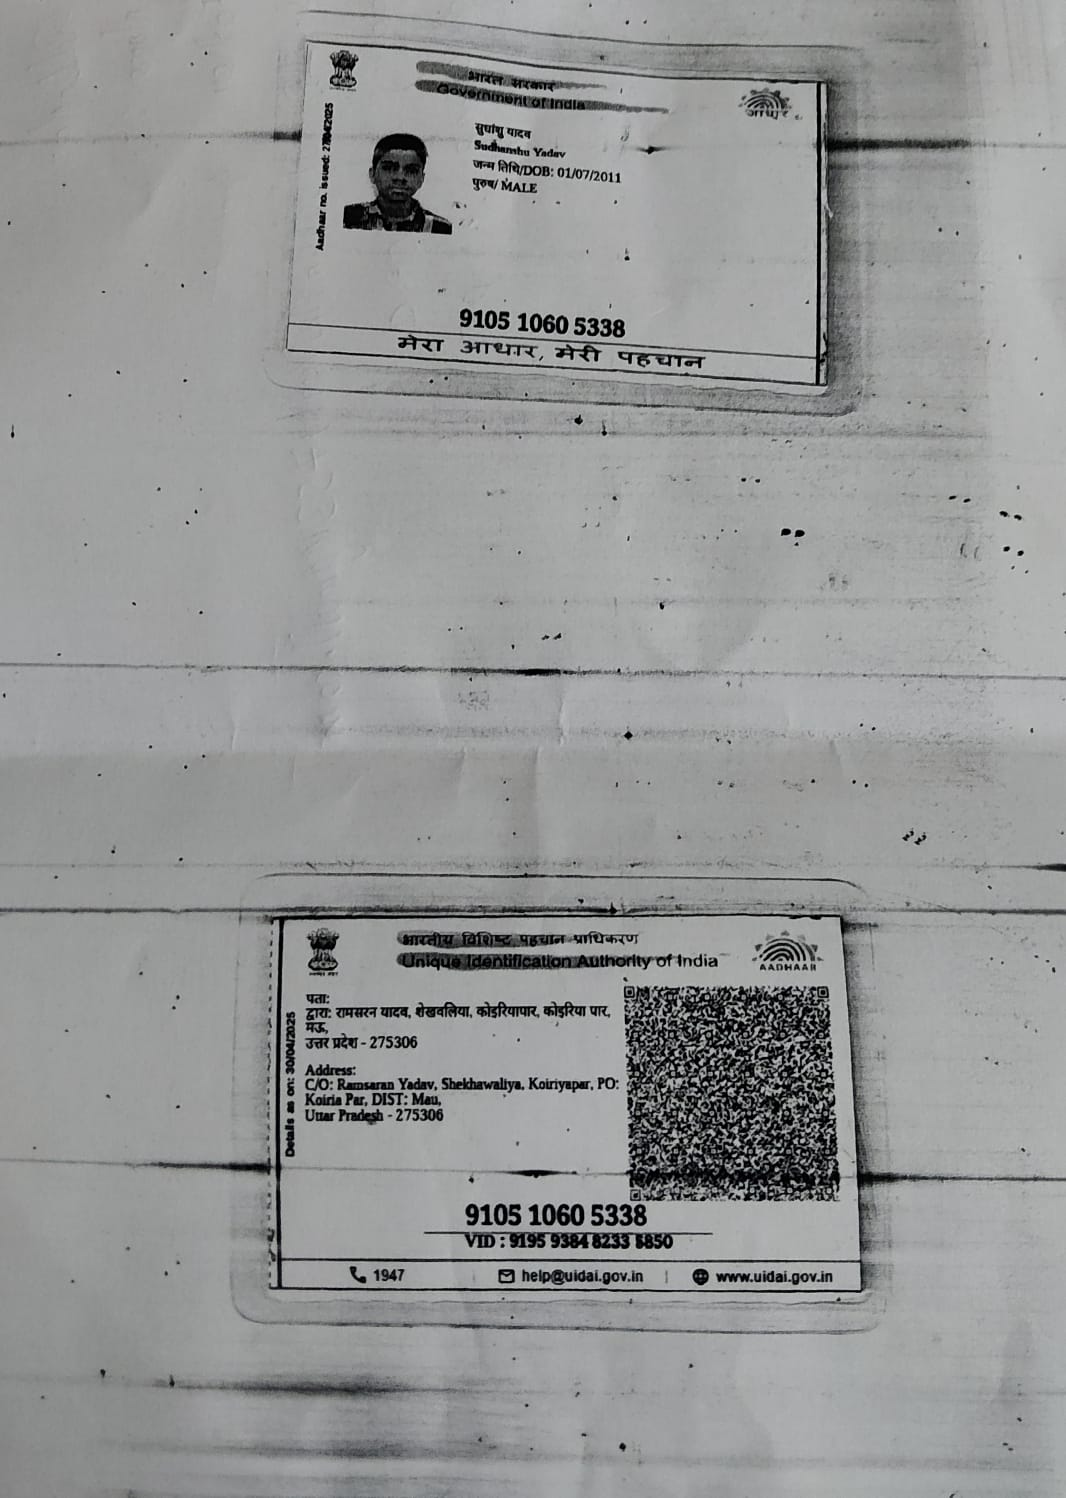 भारत सरकार
Government of India
आधार
Aadhaar no. issued:
सुधांशु यादव
Sudhanshu Yadav
जन्म तिथि/DOB: 01/07/2011
पुरुष/ MALE
9105 1060 5338
मेरा आधार, मेरी पहचान
भारतीय विशिष्ट पहचान प्राधिकरण
Unique Identification Authority of India
AADHAAR
Details as on: 30/04/2025
पता:
द्वारा: रामसरन यादव, शेखवलिया, कोइरियापार, कोइरिया पार,
मऊ,
उत्तर प्रदेश - 275306
Address:
C/O: Ramsaran Yadav, Shekhawaliya, Koiriyapar, PO:
Koiria Par, DIST: Mau,
Uttar Pradesh - 275306
9105 1060 5338
VID : 9195 9384 8233
1947
help@uidai.gov.in
www.uidai.gov.in